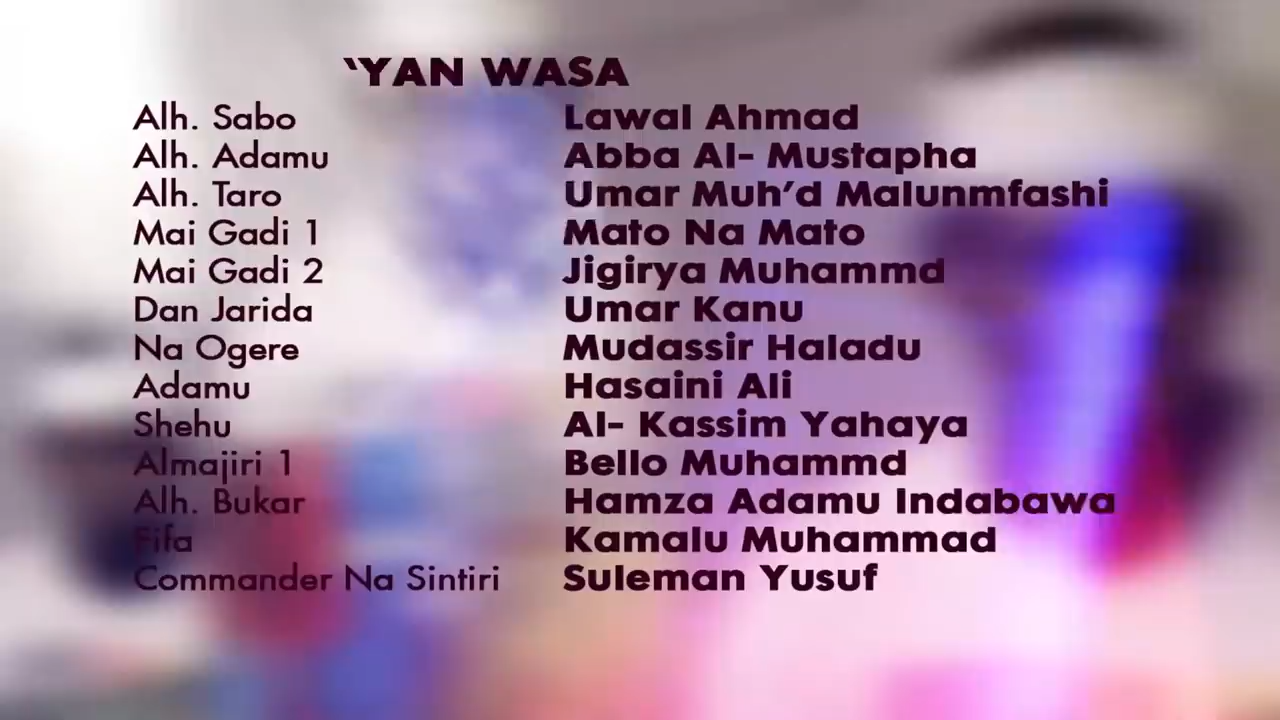 ‘YAN WASA
Alh. Sabo Lawal Ahmad
Alh. Adamu Abba Al- Mustapha
Alh. Taro Umar Muh’d Malunmfashi
Mai Gadi 1 Mato Na Mato
Mai Gadi 2 Jigirya Muhammd
Dan Jarida Umar Kanu
Na Ogere Mudassir Haladu
Adamu Hasaini Ali
Shehu Al- Kassim Yahaya
Almajiri 1 Bello Muhammd
Alh. Bukar Hamza Adamu Indabawa
Fifa Kamalu Muhammad
Commander Na Sintiri Suleman Yusuf